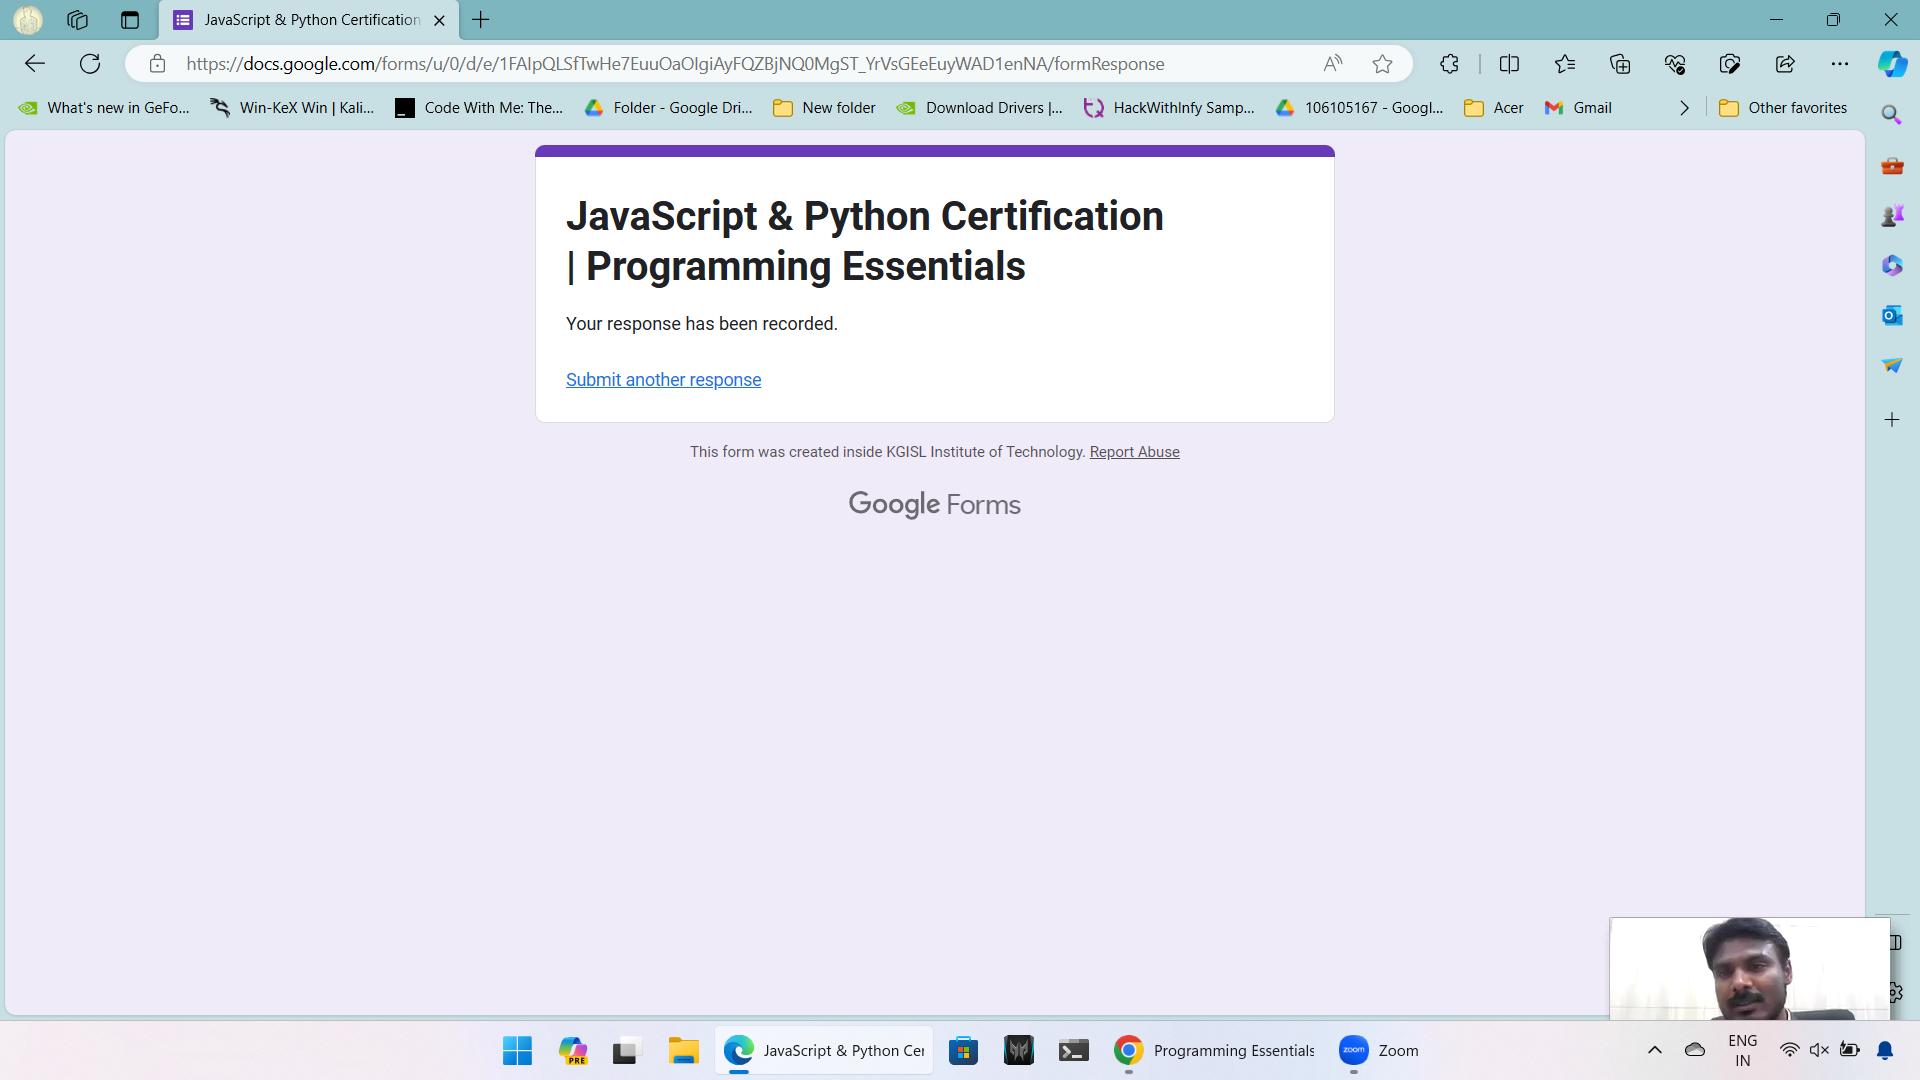 JavaScript & Python Certification
https://docs.google.com/forms/u/0/d/e/1FAIpQLSfTwHe7EuuOaOIgiAyFQZBjNQ0MgST_YrVsGEeEuyWAD1enNA/formResponse
What's new in GeFo... Win-KeX Win | Kali... Code With Me: The... Folder - Google Dri... New folder Download Drivers |... HackWithInfy Samp... 106105167 - Googl... Acer Gmail Other favorites
JavaScript & Python Certification
| Programming Essentials
Your response has been recorded.
Submit another response
This form was created inside KGISL Institute of Technology. Report Abuse
Google Forms
PRE JavaScript & Python Cer Programming Essentials zoom Zoom
ENG
IN